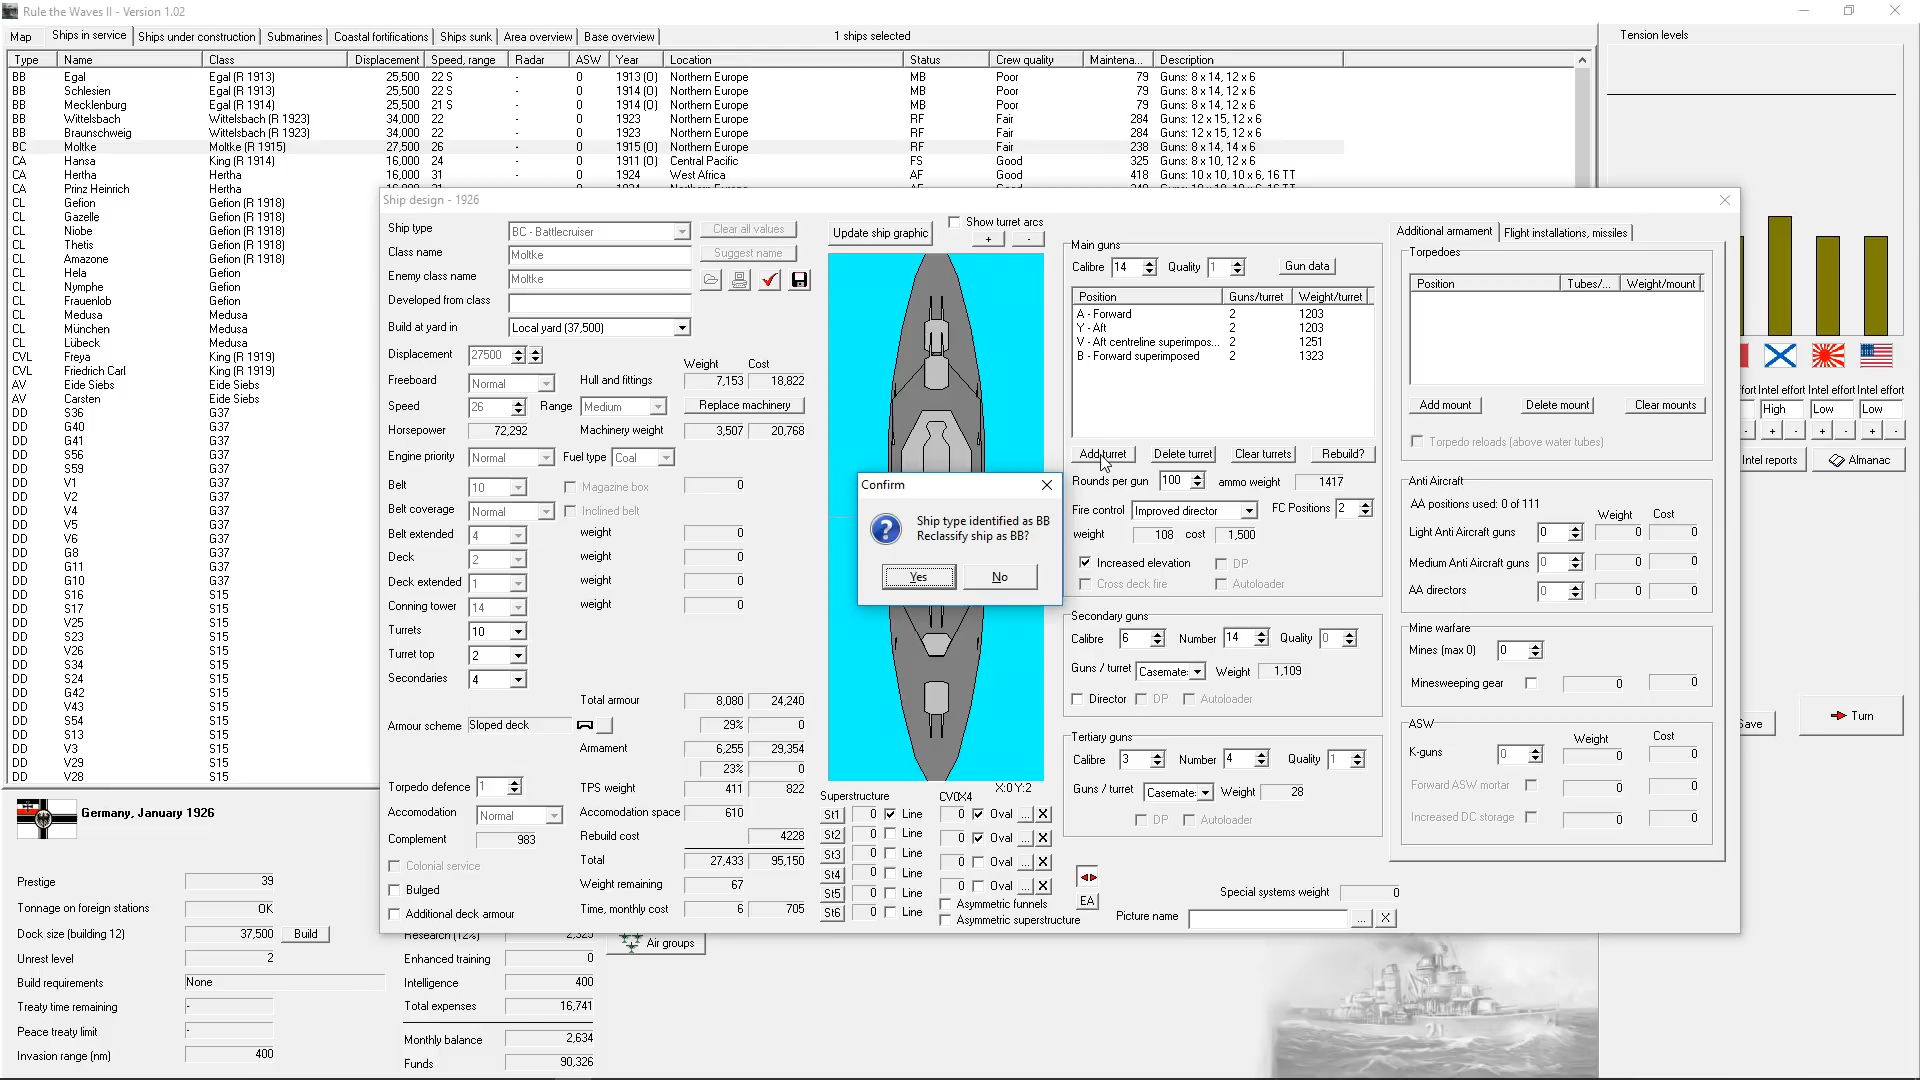 Rule the Waves II - Version 1.02
Map Ships in service Ships under construction Submarines Coastal fortifications Ships sunk Area overview Base overview 1 ships selected Tension levels
Type Name Class Displacement Speed, range Radar ASW Year Location Status Crew quality Maintena... Description
BB Egal Egal (R 1913) 25,500 22 S - 0 1913 (O) Northern Europe MB Poor 79 Guns: 8 x 14, 12 x 6
BB Schlesien Egal (R 1913) 25,500 22 S - 0 1914 (O) Northern Europe MB Poor 79 Guns: 8 x 14, 12 x 6
BB Mecklenburg Egal (R 1914) 25,500 21 S - 0 1914 (O) Northern Europe MB Poor 79 Guns: 8 x 14, 12 x 6
BB Wittelsbach Wittelsbach (R 1923) 34,000 22 - 0 1923 Northern Europe RF Fair 284 Guns: 12 x 15, 12 x 6
BB Braunschweig Wittelsbach (R 1923) 34,000 22 - 0 1923 Northern Europe RF Fair 284 Guns: 12 x 15, 12 x 6
BC Moltke Moltke (R 1915) 27,500 26 - 0 1915 (O) Northern Europe RF Fair 238 Guns: 8 x 14, 14 x 6
CA Hansa King (R 1914) 16,000 24 - 0 1911 (O) Central Pacific FS Good 325 Guns: 8 x 10, 12 x 6
CA Hertha Hertha 16,000 31 - 0 1924 West Africa AF Good 418 Guns: 10 x 10, 10 x 6, 16 TT
CA Prinz Heinrich Hertha
CL Gefion Gefion (R 1918)
CL Gazelle Gefion (R 1918)
CL Niobe Gefion (R 1918)
CL Thetis Gefion (R 1918)
CL Amazone Gefion (R 1918)
CL Hela Gefion
CL Nymphe Gefion
CL Frauenlob Gefion
CL Medusa Medusa
CL München Medusa
CL Lübeck Medusa
CVL Freya King (R 1919)
CVL Friedrich Carl King (R 1919)
AV Eide Siebs Eide Siebs
AV Carsten Eide Siebs
DD S36 G37
DD G40 G37
DD G41 G37
DD S56 G37
DD S59 G37
DD V1 G37
DD V2 G37
DD V4 G37
DD V5 G37
DD V6 G37
DD G8 G37
DD G11 G37
DD G10 G37
DD S16 S15
DD S17 S15
DD V25 S15
DD S23 S15
DD V26 S15
DD S34 S15
DD S24 S15
DD G42 S15
DD V43 S15
DD S54 S15
DD S13 S15
DD V3 S15
DD V29 S15
DD V28 S15
Ship design - 1926
Ship type BC - Battlecruiser Clear all values
Class name Moltke Suggest name
Enemy class name Moltke
Developed from class
Build at yard in Local yard (37,500)
Displacement 27500 Weight Cost
Freeboard Normal Hull and fittings 7,153 18,822
Speed 26 Range Medium Replace machinery
Horsepower 72,292 Machinery weight 3,507 20,768
Engine priority Normal Fuel type Coal
Belt 10 Magazine box 0
Belt coverage Normal Inclined belt
Belt extended 4 weight 0
Deck 2 weight 0
Deck extended 1 weight 0
Conning tower 14 weight 0
Turrets 10
Turret top 2
Secondaries 4
Total armour 8,080 24,240
Armour scheme Sloped deck 29% 0
Armament 6,255 29,354
23% 0
Torpedo defence 1 TPS weight 411 822
Accomodation Normal Accomodation space 610
Complement 983 Rebuild cost 4228
Colonial service Total 27,433 95,150
Bulged Weight remaining 67
Additional deck armour Time, monthly cost 6 705
Update ship graphic Show turret arcs
+ -
X:0 Y:2
Superstructure CV0X4
St1 0 Line 0 Oval ... X
St2 0 Line 0 Oval ... X
St3 0 Line 0 Oval ... X
St4 0 Line
St5 0 Line 0 Oval ... X
St6 0 Line
Asymmetric funnels
Asymmetric superstructure
Confirm
Ship type identified as BB
Reclassify ship as BB?
Yes No
Main guns
Calibre 14 Quality 1 Gun data
Position Guns/turret Weight/turret
A - Forward 2 1203
Y - Aft 2 1203
V - Aft centreline superimpos... 2 1251
B - Forward superimposed 2 1323
Add turret Delete turret Clear turrets Rebuild?
Rounds per gun 100 ammo weight 1417
Fire control Improved director FC Positions 2
weight 108 cost 1,500
Increased elevation DP
Cross deck fire Autoloader
Secondary guns
Calibre 6 Number 14 Quality 0
Guns / turret Casemate: Weight 1,109
Director DP Autoloader
Tertiary guns
Calibre 3 Number 4 Quality 1
Guns / turret Casemate: Weight 28
DP Autoloader
EA
Special systems weight 0
Picture name ... X
Additional armament Flight installations, missiles
Torpedoes
Position Tubes/... Weight/mount
Add mount Delete mount Clear mounts
Torpedo reloads (above water tubes)
Anti Aircraft
AA positions used: 0 of 111
Weight Cost
Light Anti Aircraft guns 0 0 0
Medium Anti Aircraft guns 0 0 0
AA directors 0 0 0
Mine warfare
Mines (max 0) 0
Minesweeping gear 0 0
ASW
Weight Cost
K-guns 0 0 0
Forward ASW mortar 0 0
Increased DC storage 0 0
Intel effort Intel effort Intel effort
High Low Low
- + - + - + -
Intel reports Almanac
Save Turn
Germany, January 1926
Prestige 39
Tonnage on foreign stations OK
Dock size (building 12) 37,500 Build
Unrest level 2
Build requirements None
Treaty time remaining -
Peace treaty limit -
Invasion range (nm) 400
Research (12%) 2,325
Enhanced training 0
Intelligence 400
Total expenses 16,741
Monthly balance 2,634
Funds 90,326
Air groups